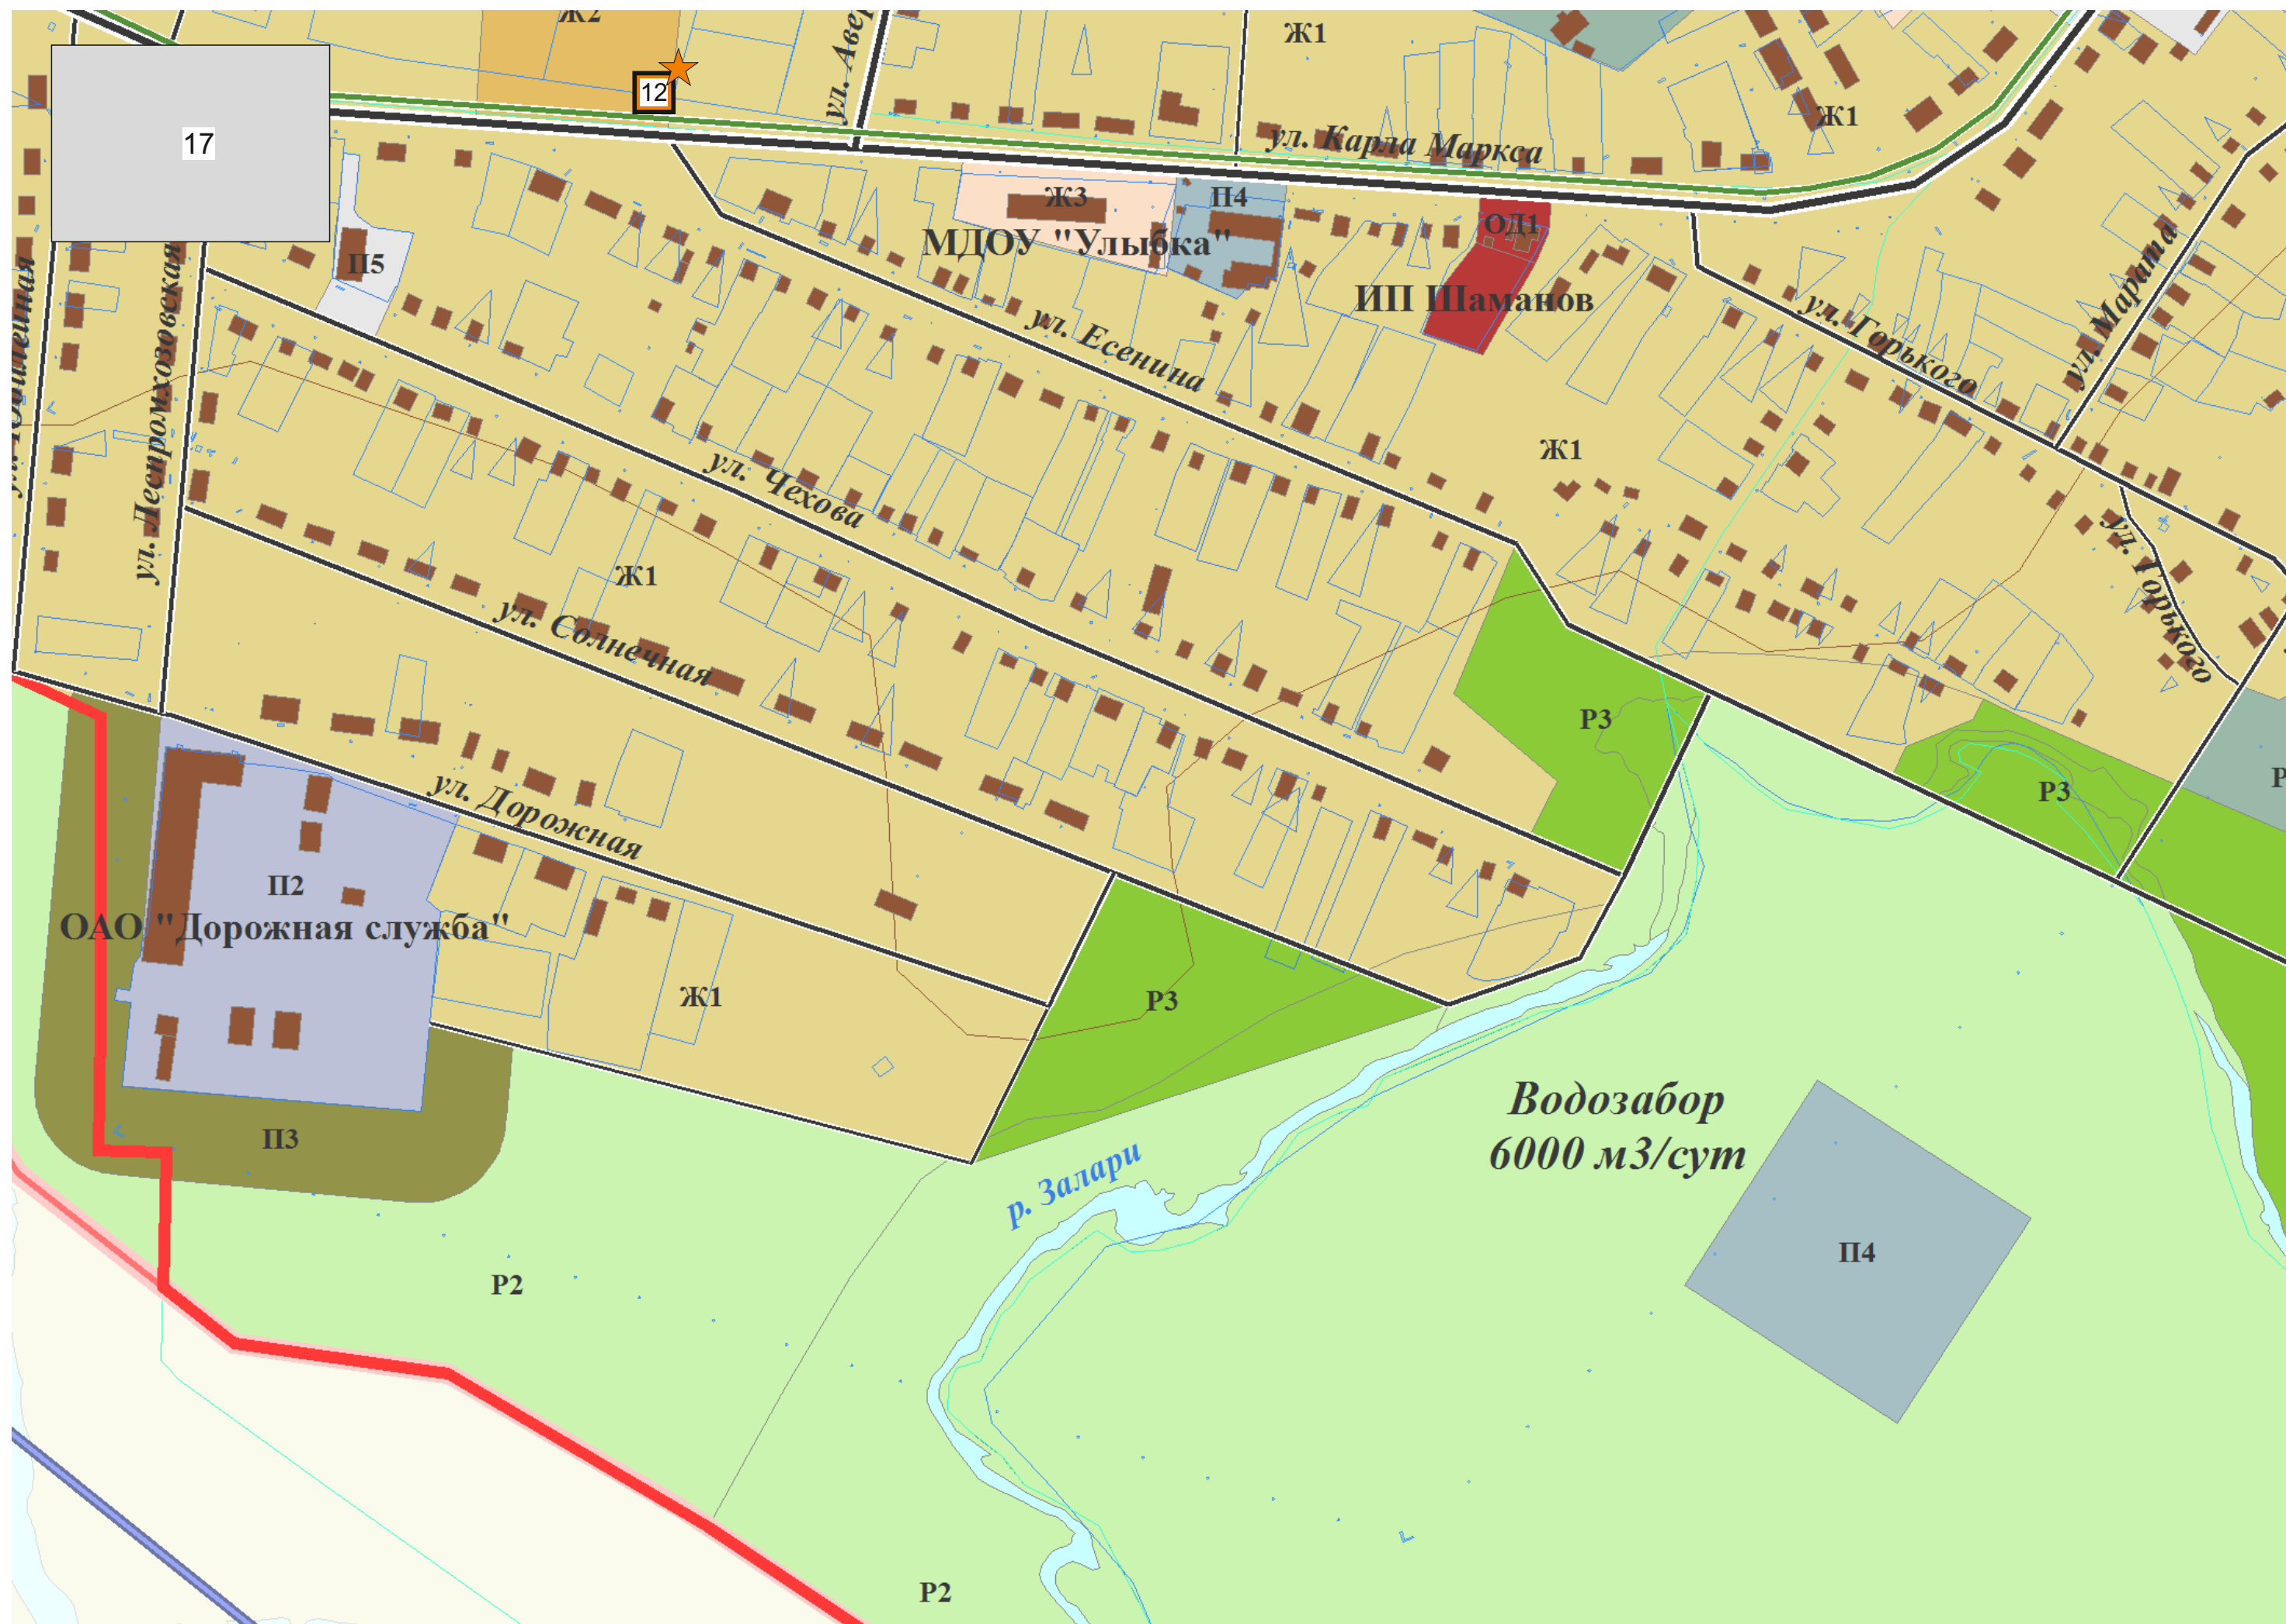 Ж2
ул. Авер
Ж1
12
17
Ж1
ул. Карла Маркса
Ж3
П4
ОД1
МДОУ "Улыбка"
П5
ИП Шаманов
ул. Марата
ул. Горького
ул. Есенина
ул. Юбилейная
ул. Леспромхозовская
Ж1
ул. Чехова
ул. Горького
Ж1
ул. Солнечная
Р3
Р3
Р
ул. Дорожная
П2
ОАО "Дорожная служба"
Ж1
Р3
Водозабор
6000 м3/сут
П3
р. Залари
П4
Р2
Р2